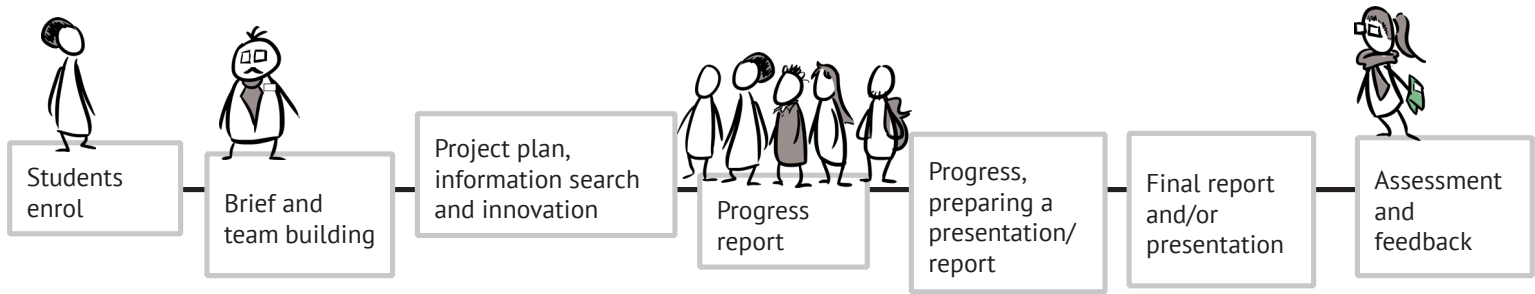 Students
enrol
Brief and
team building
Project plan,
information search
and innovation
Progress
report
Progress,
preparing a
presentation/
report
Final report
and/or
presentation
Assessment
and
feedback